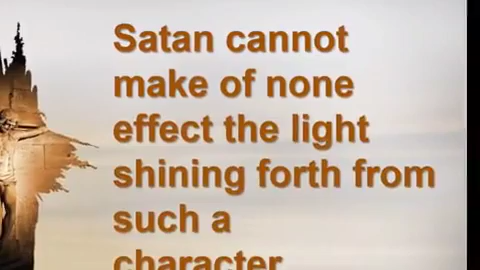 Satan cannot
make of none
effect the light
shining forth from
such a
character